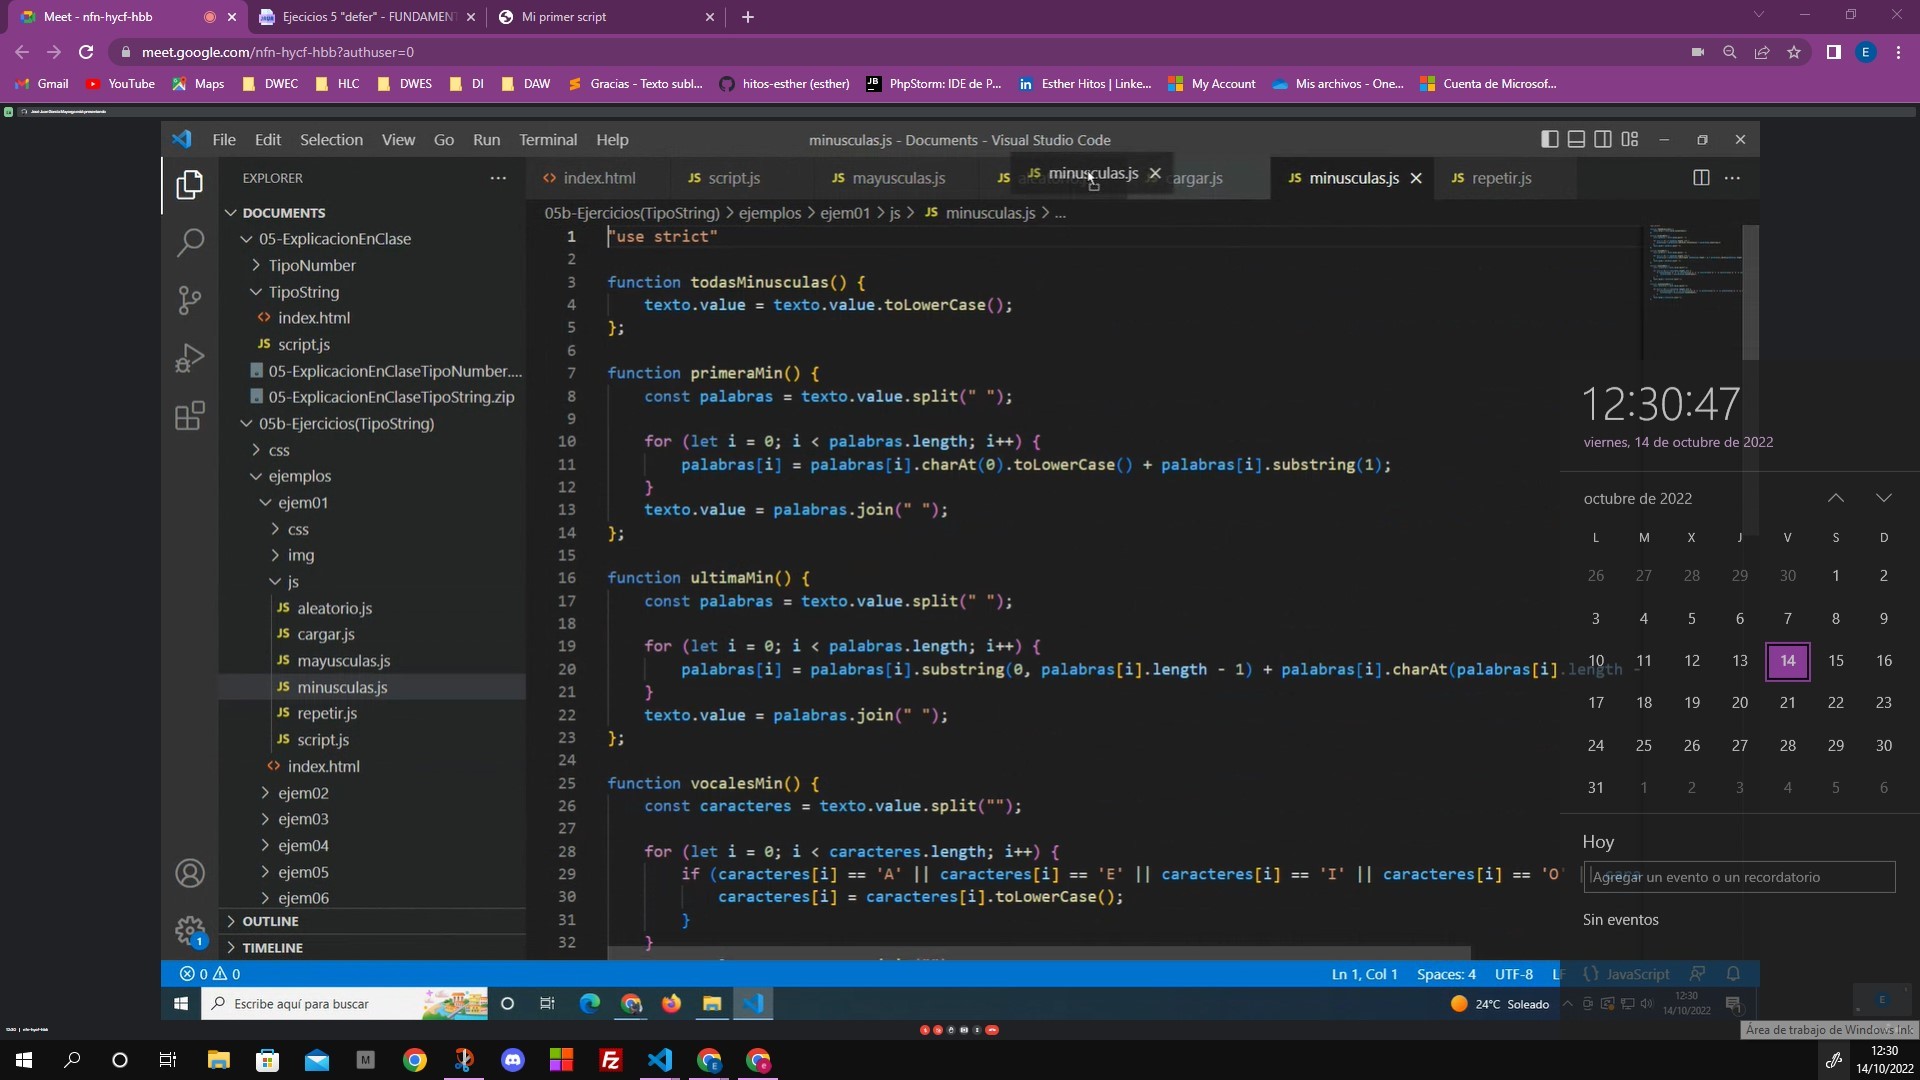 Meet - nfn-hycf-hbb
Ejecicios 5 "defer" - FUNDAMENT
Mi primer script
meet.google.com/nfn-hycf-hbb?authuser=0
E
Gmail
YouTube
Maps
DWEC
HLC
DWES
DI
DAW
Gracias - Texto subl...
hitos-esther (esther)
PhpStorm: IDE de P...
Esther Hitos | Linke...
My Account
Mis archivos - One...
Cuenta de Microsof...
File Edit Selection View Go Run Terminal Help
minusculas.js - Documents - Visual Studio Code
EXPLORER
index.html
JS script.js
JS mayusculas.js
JS
JS minusculas.js
cargar.js
JS minusculas.js
JS repetir.js
05b-Ejercicios(TipoString) > ejemplos > ejem01 > js > JS minusculas.js > ...
DOCUMENTS
05-ExplicacionEnClase
TipoNumber
TipoString
index.html
JS script.js
05-ExplicacionEnClaseTipoNumber....
05-ExplicacionEnClaseTipoString.zip
05b-Ejercicios(TipoString)
css
ejemplos
ejem01
css
img
js
JS aleatorio.js
JS cargar.js
JS mayusculas.js
JS minusculas.js
JS repetir.js
JS script.js
index.html
ejem02
ejem03
ejem04
ejem05
ejem06
OUTLINE
TIMELINE
1
1 "use strict"
2
3 function todasMinusculas() {
4 texto.value = texto.value.toLowerCase();
5 };
6
7 function primeraMin() {
8 const palabras = texto.value.split(" ");
9
10 for (let i = 0; i < palabras.length; i++) {
11 palabras[i] = palabras[i].charAt(0).toLowerCase() + palabras[i].substring(1);
12 }
13 texto.value = palabras.join(" ");
14 };
15
16 function ultimaMin() {
17 const palabras = texto.value.split(" ");
18
19 for (let i = 0; i < palabras.length; i++) {
20 palabras[i] = palabras[i].substring(0, palabras[i].length - 1) + palabras[i].charAt(palabras[i].length -
21 }
22 texto.value = palabras.join(" ");
23 };
24
25 function vocalesMin() {
26 const caracteres = texto.value.split("");
27
28 for (let i = 0; i < caracteres.length; i++) {
29 if (caracteres[i] == 'A' || caracteres[i] == 'E' || caracteres[i] == 'I' || caracteres[i] == 'O' |
30 caracteres[i] = caracteres[i].toLowerCase();
31 }
32 }
12:30:47
viernes, 14 de octubre de 2022
octubre de 2022
L M X J V S D
26 27 28 29 30 1 2
3 4 5 6 7 8 9
10 11 12 13 14 15 16
17 18 19 20 21 22 23
24 25 26 27 28 29 30
31 1 2 3 4 5 6
Hoy
Agregar un evento o un recordatorio
Sin eventos
0 0
Ln 1, Col 1 Spaces: 4 UTF-8 LF {} JavaScript
Escribe aquí para buscar
24°C Soleado
12:30
14/10/2022
E
Área de trabajo de Windows Ink
12:30
14/10/2022